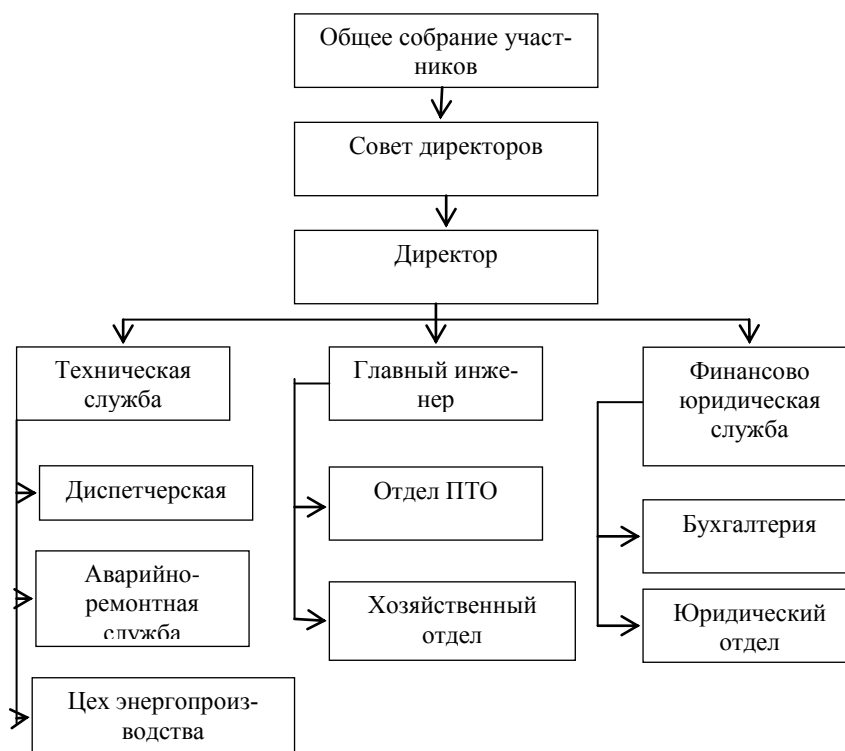 Общее собрание участ-
ников
Совет директоров
Директор
Техническая
служба
Главный инже-
нер
Финансово
юридическая
служба
Диспетчерская
Отдел ПТО
Бухгалтерия
Аварийно-
ремонтная
служба
Хозяйственный
отдел
Юридический
отдел
Цех энергопроиз-
водства